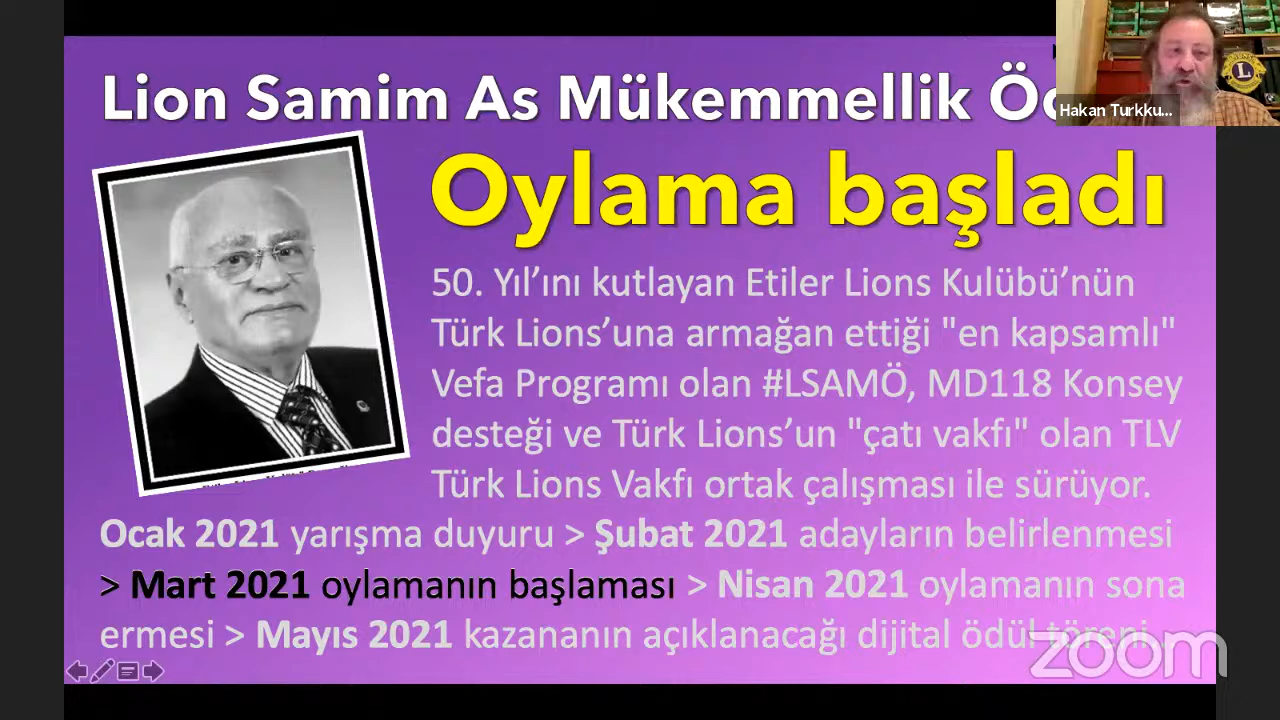 Lion Samim As Mükemmellik
Hakan Turkku...
L
Oylama başladı
50. Yıl’ını kutlayan Etiler Lions Kulübü’nün
Türk Lions’una armağan ettiği "en kapsamlı"
Vefa Programı olan #LSAMÖ, MD118 Konsey
desteği ve Türk Lions’un "çatı vakfı" olan TLV
Türk Lions Vakfı ortak çalışması ile sürüyor.
Ocak 2021 yarışma duyuru > Şubat 2021 adayların belirlenmesi
> Mart 2021 oylamanın başlaması > Nisan 2021 oylamanın sona
ermesi > Mayıs 2021 kazananın açıklanacağı dijital ödül töreni.
zoom